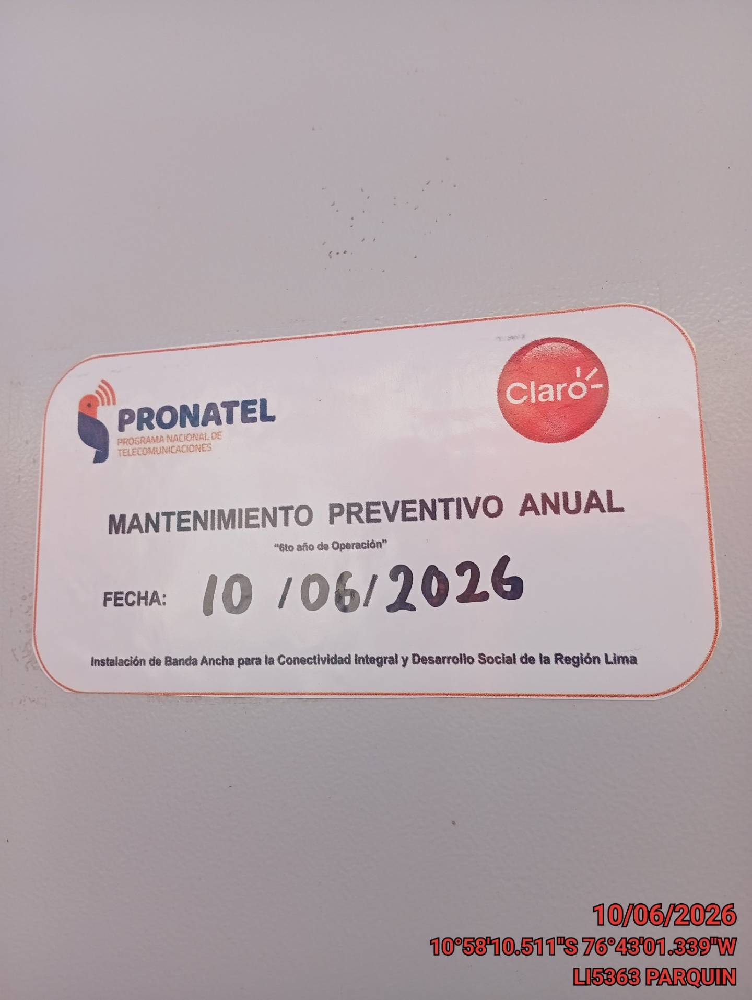 PRONATEL
PROGRAMA NACIONAL DE
TELECOMUNICACIONES
Claro
MANTENIMIENTO PREVENTIVO ANUAL
"6to año de Operación"
FECHA: 10/06/2026
Instalación de Banda Ancha para la Conectividad Integral y Desarrollo Social de la Región Lima
10/06/2026
10°58'10.511"S 76°43'01.339"W
LI5363 PARQUIN